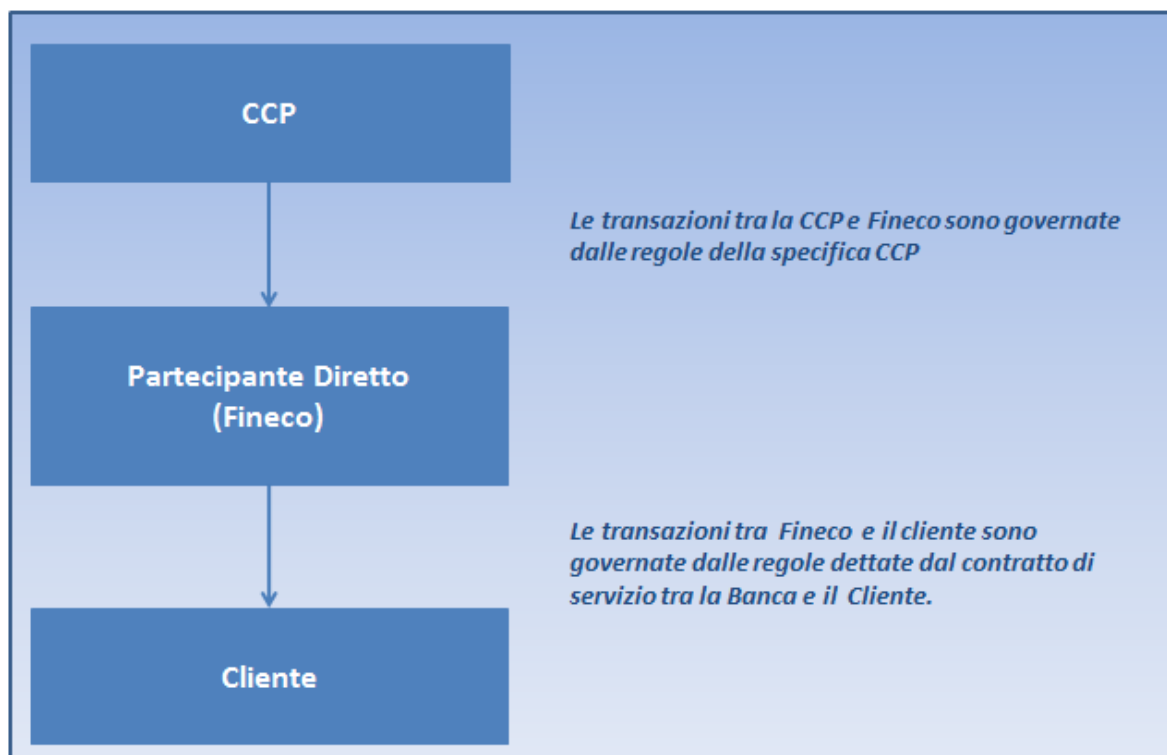 CCP
Le transazioni tra la CCP e Fineco sono governate
dalle regole della specifica CCP
Partecipante Diretto
(Fineco)
Le transazioni tra Fineco e il cliente sono
governate dalle regole dettate dal contratto di
servizio tra la Banca e il Cliente.
Cliente